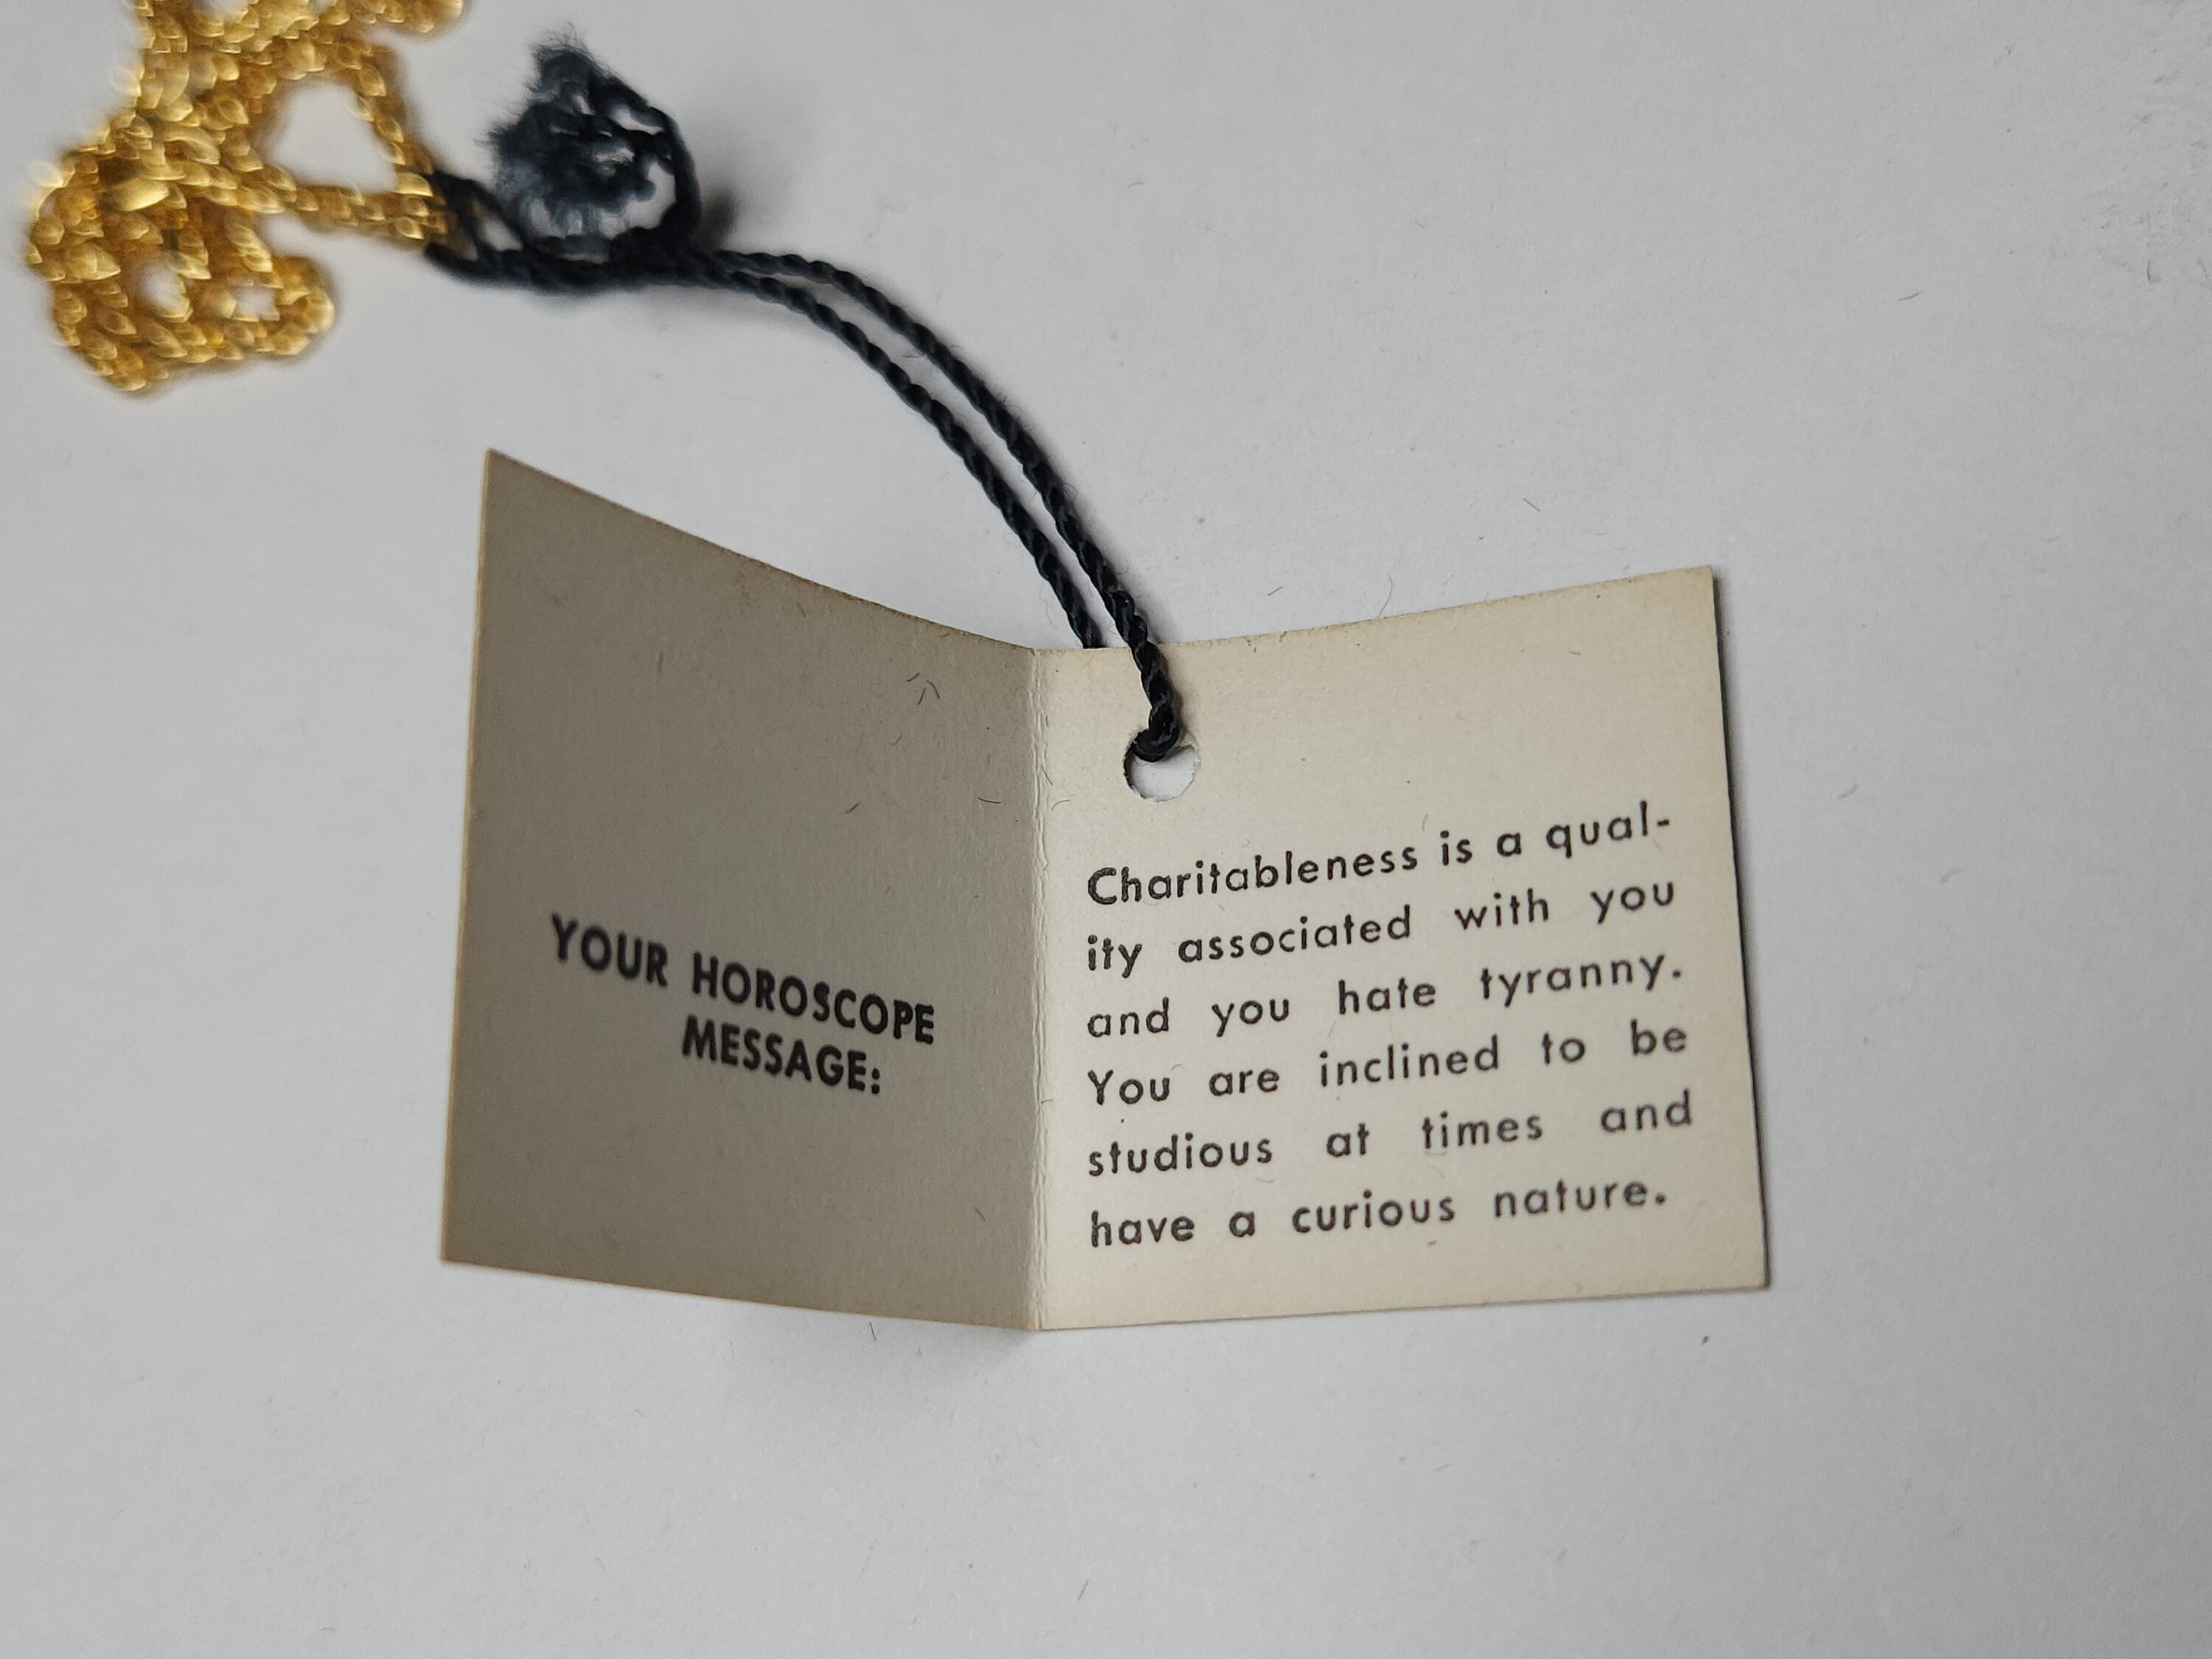 YOUR HOROSCOPE
MESSAGE:
Charitableness is a qual-
ity associated with you
and you hate tyranny.
You are inclined to be
studious at times and
have a curious nature.